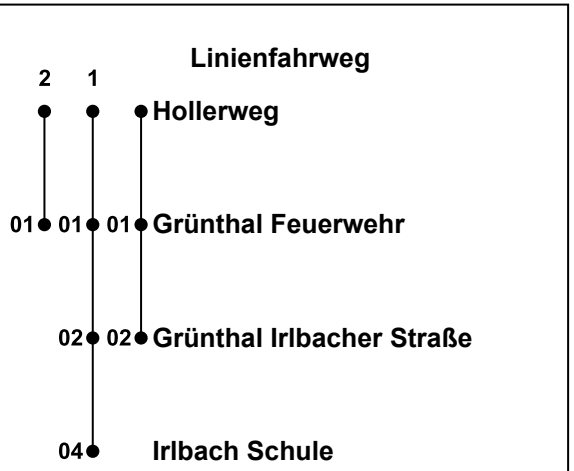 Linienfahrweg
2 1
Hollerweg
01 01 01 Grünthal Feuerwehr
02 02 Grünthal Irlbacher Straße
04 Irlbach Schule